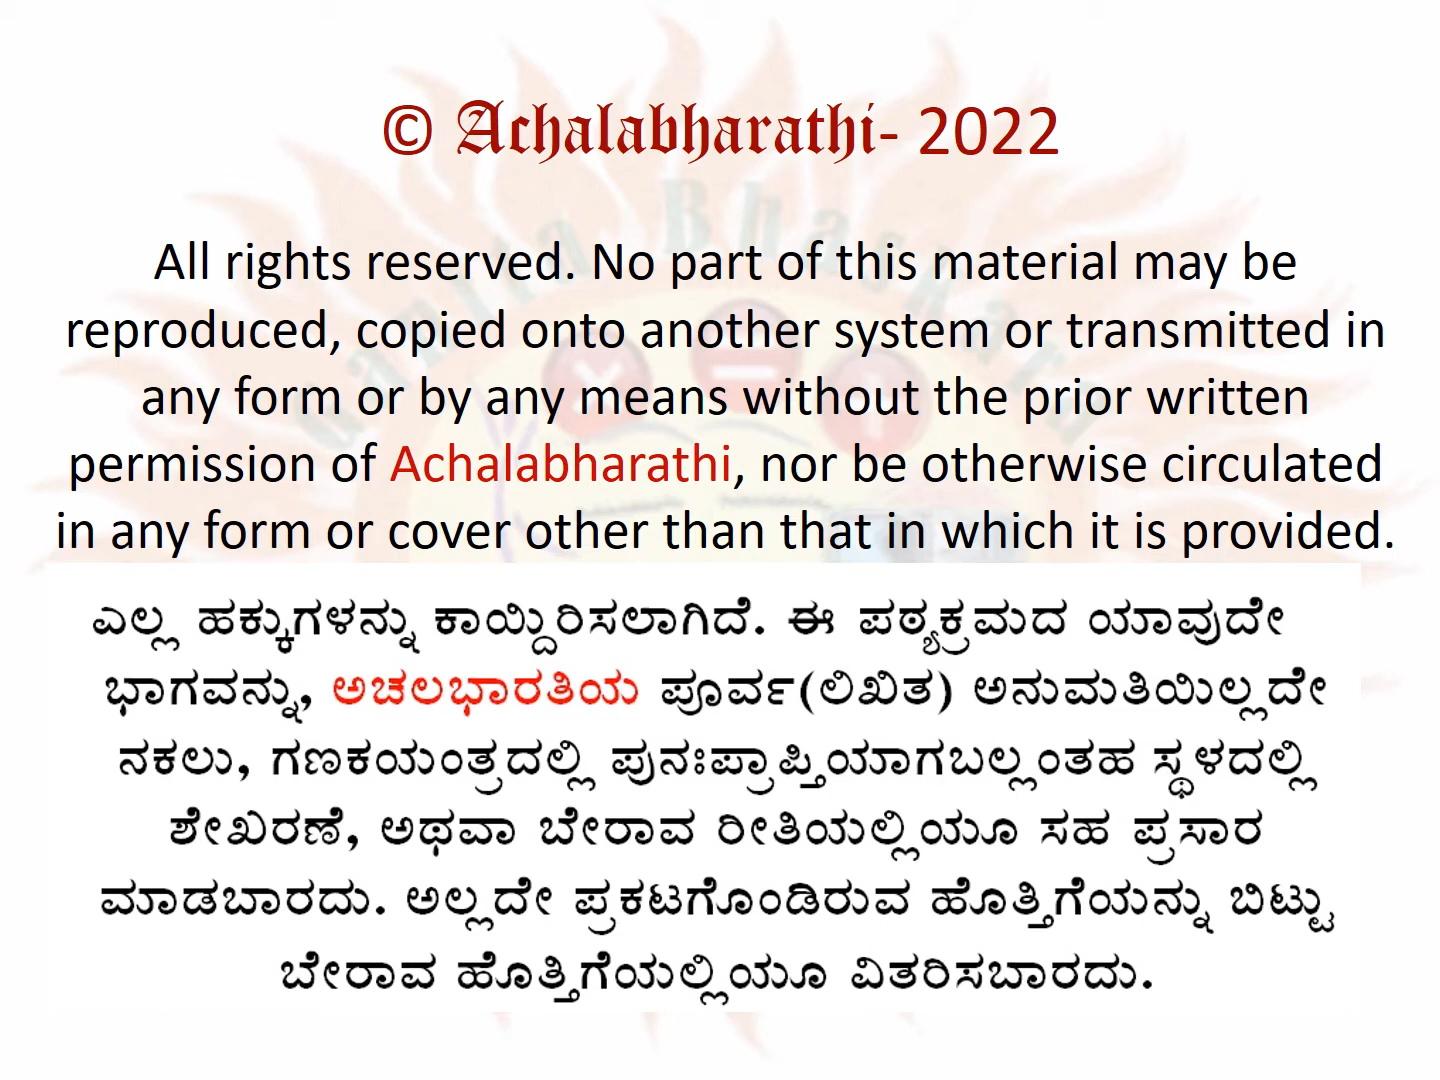 © Achalabharathi- 2022
All rights reserved. No part of this material may be
reproduced, copied onto another system or transmitted in
any form or by any means without the prior written
permission of Achalabharathi, nor be otherwise circulated
in any form or cover other than that in which it is provided.
ಎಲ್ಲ ಹಕ್ಕುಗಳನ್ನು ಕಾಯ್ದಿರಿಸಲಾಗಿದೆ. ಈ ಪಠ್ಯಕ್ರಮದ ಯಾವುದೇ
ಭಾಗವನ್ನು, ಅಚಲಭಾರತಿಯ ಪೂರ್ವ(ಲಿಖಿತ) ಅನುಮತಿಯಿಲ್ಲದೇ
ನಕಲು, ಗಣಕಯಂತ್ರದಲ್ಲಿ ಪುನಃಪ್ರಾಪ್ತಿಯಾಗಬಲ್ಲಂತಹ ಸ್ಥಳದಲ್ಲಿ
ಶೇಖರಣೆ, ಅಥವಾ ಬೇರಾವ ರೀತಿಯಲ್ಲಿಯೂ ಸಹ ಪ್ರಸಾರ
ಮಾಡಬಾರದು. ಅಲ್ಲದೇ ಪ್ರಕಟಗೊಂಡಿರುವ ಹೊತ್ತಿಗೆಯನ್ನು ಬಿಟ್ಟು
ಬೇರಾವ ಹೊತ್ತಿಗೆಯಲ್ಲಿಯೂ ವಿತರಿಸಬಾರದು.